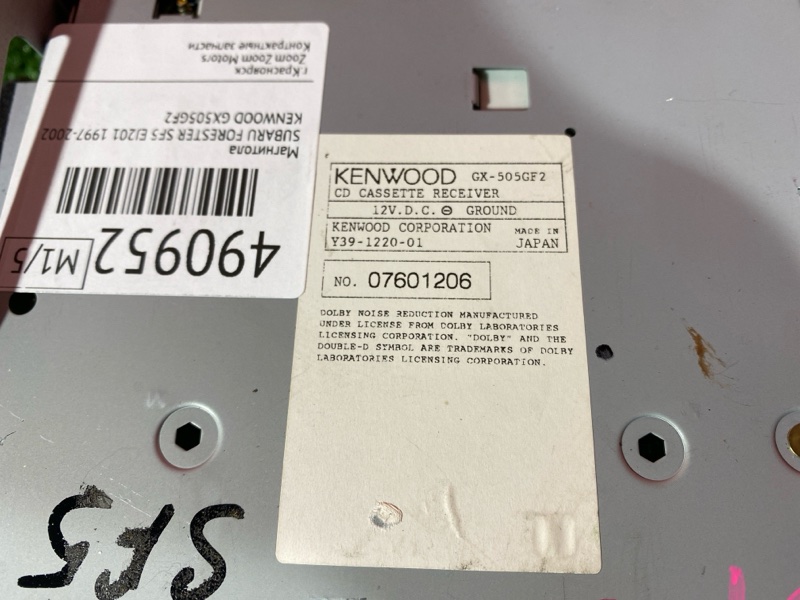 490952
M1/5
Магнитола
SUBARU FORESTER SF5 EJ201 1997-2002
KENWOOD GX505GF2
г.Красноярск
Zoom Zoom Motors
Контрактные запчасти
KENWOOD GX-505GF2
CD CASSETTE RECEIVER
12V.D.C. ⊖ GROUND
KENWOOD CORPORATION MADE IN
Y39-1220-01 JAPAN
NO. 07601206
DOLBY NOISE REDUCTION MANUFACTURED
UNDER LICENSE FROM DOLBY LABORATORIES
LICENSING CORPORATION. "DOLBY" AND THE
DOUBLE-D SYMBOL ARE TRADEMARKS OF DOLBY
LABORATORIES LICENSING CORPORATION.
SF5